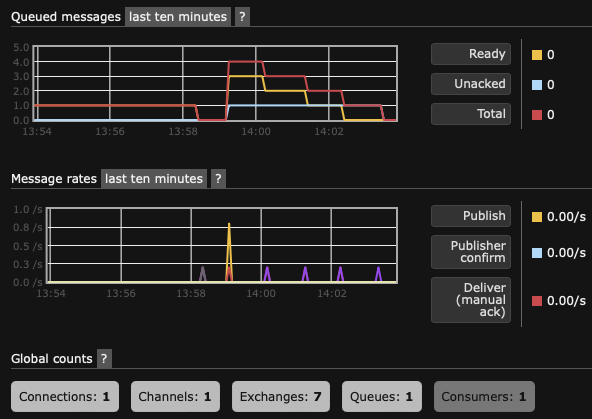 Queued messages last ten minutes ?
5.0
4.0
3.0
2.0
1.0
0.0
13:54 13:56 13:58 14:00 14:02
Ready 0
Unacked 0
Total 0
Message rates last ten minutes ?
1.0 /s
0.8 /s
0.5 /s
0.3 /s
0.0 /s
13:54 13:56 13:58 14:00 14:02
Publish 0.00/s
Publisher
confirm 0.00/s
Deliver
(manual 0.00/s
ack)
Global counts ?
Connections: 1 Channels: 1 Exchanges: 7 Queues: 1 Consumers: 1